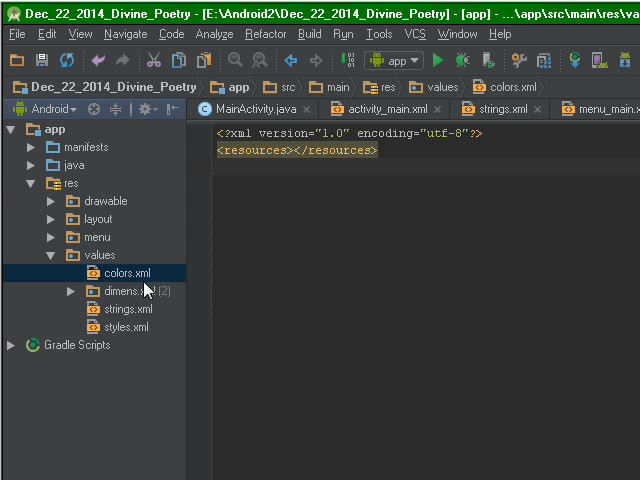 Dec_22_2014_Divine_Poetry - [E:\Android2\Dec_22_2014_Divine_Poetry] - [app] - ...\app\src\main\res\va
File Edit View Navigate Code Analyze Refactor Build Run Tools VCS Window Help
app
Dec_22_2014_Divine_Poetry app src main res values colors.xml
Android MainActivity.java activity_main.xml strings.xml menu_main.x
app
manifests
java
res
drawable
layout
menu
values
colors.xml
(2)
strings.xml
styles.xml
Gradle Scripts
<?xml version="1.0" encoding="utf-8"?>
<resources></resources>